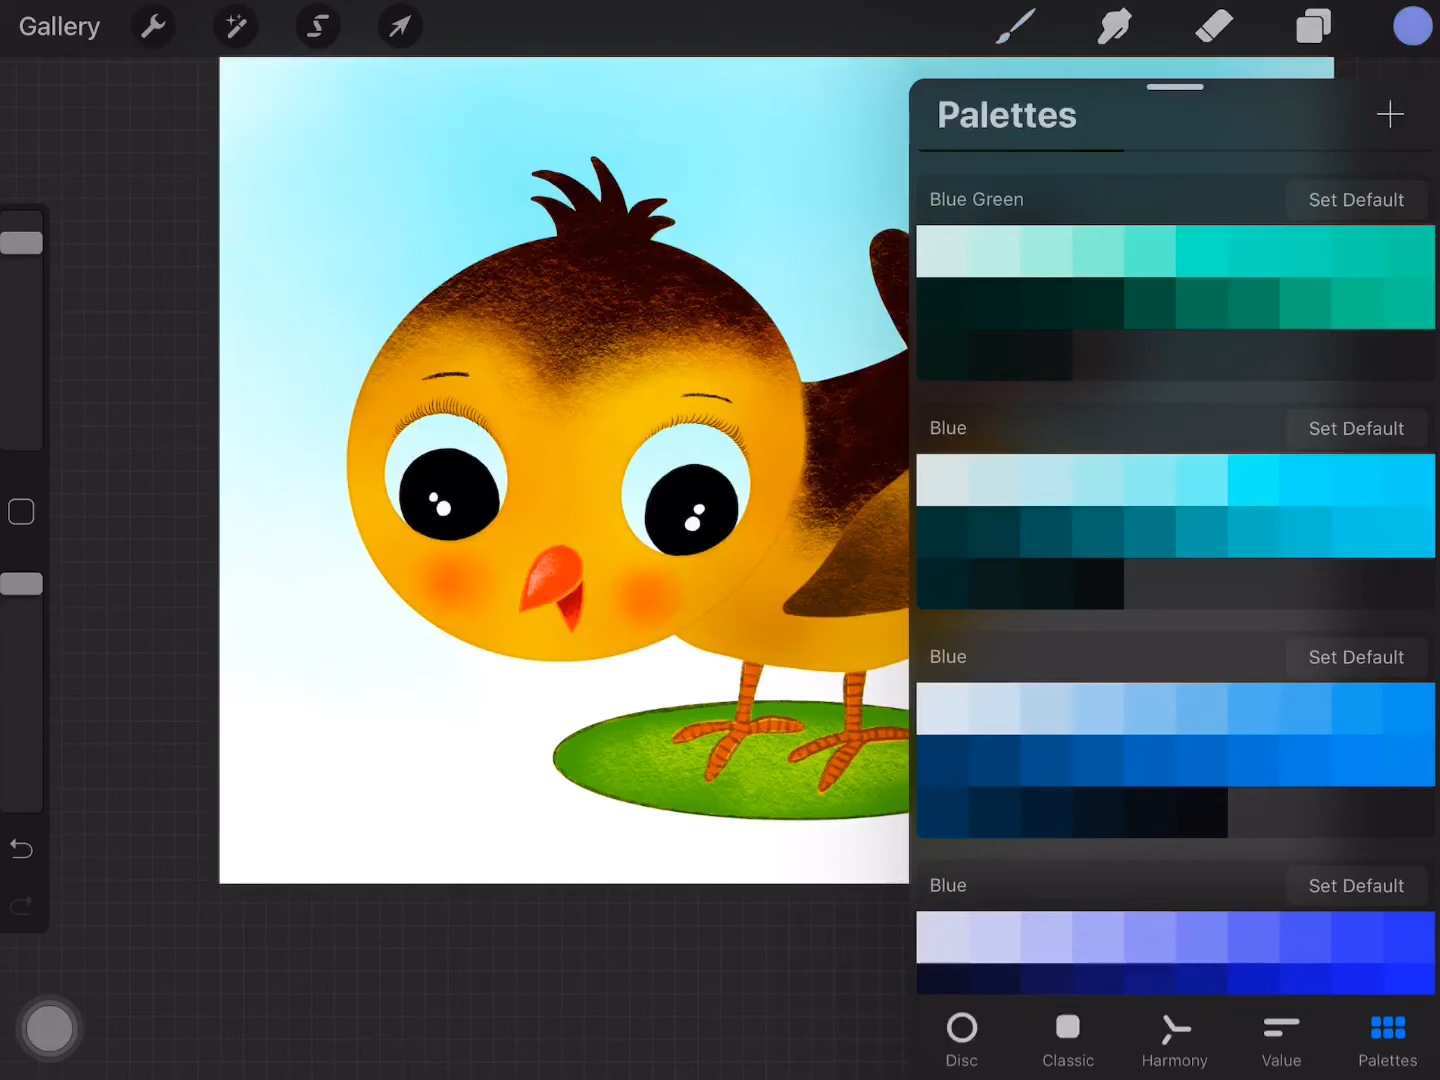 Gallery
Palettes
Blue Green
Set Default
Blue
Set Default
Blue
Set Default
Blue
Set Default
Disc
Classic
Harmony
Value
Palettes